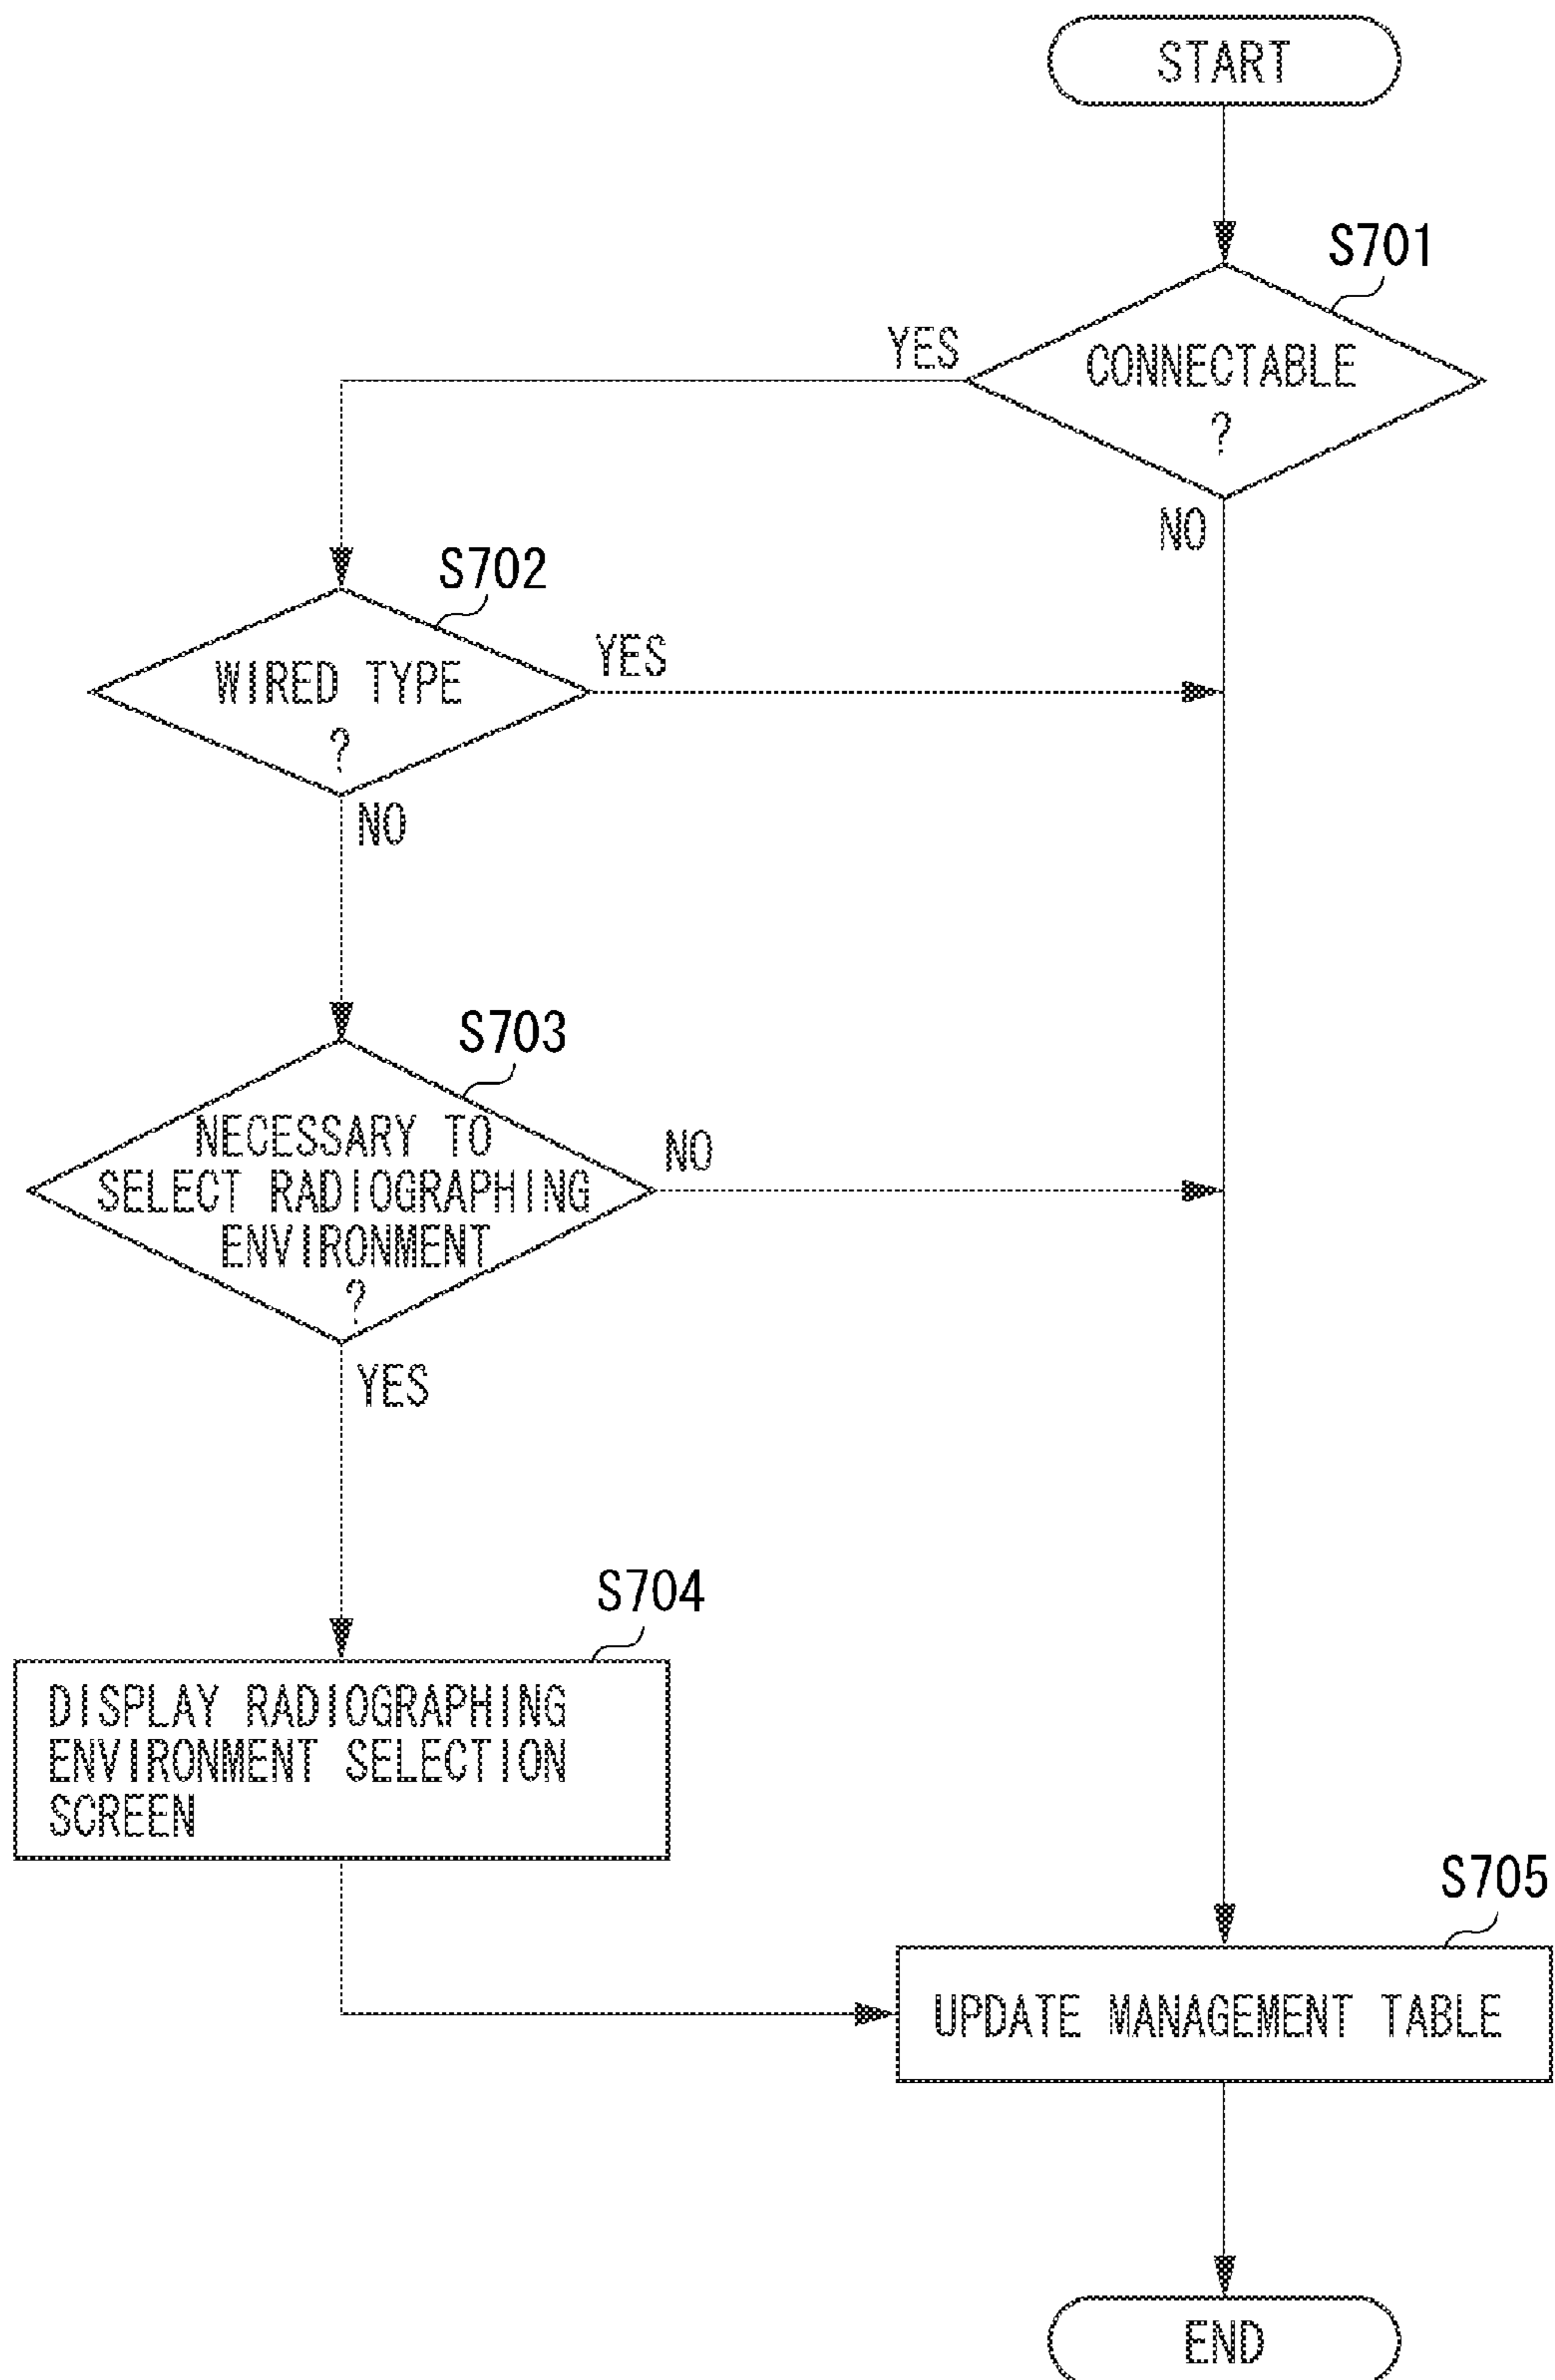 START
S701
YES
CONNECTABLE
?
NO
S702
YES
WIRED TYPE
?
NO
S703
NECESSARY TO
SELECT RADIOGRAPHING
ENVIRONMENT
?
NO
YES
S704
DISPLAY RADIOGRAPHING
ENVIRONMENT SELECTION
SCREEN
S705
UPDATE MANAGEMENT TABLE
END